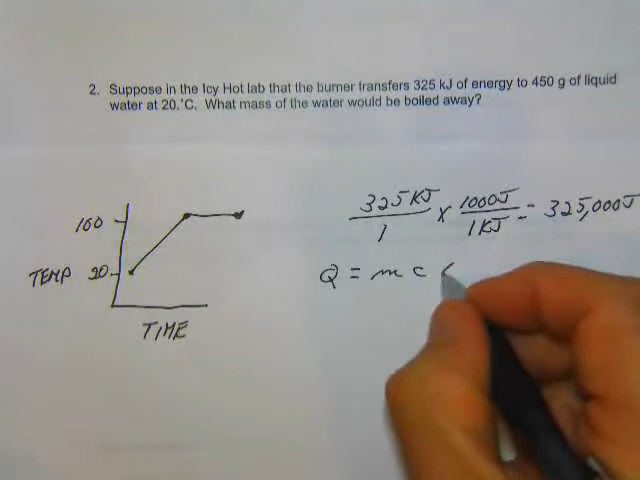 2. Suppose in the Icy Hot lab that the burner transfers 325 kJ of energy to 450 g of liquid
water at 20.˚C. What mass of the water would be boiled away?
325 KJ / 1 x 1000J / 1 KJ = 325,000J
Q = m c (
100
TEMP 20
TIME